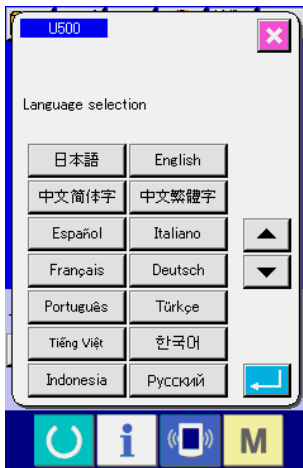 U500
Language selection
日本語 English
中文简体字 中文繁體字
Español Italiano
Français Deutsch
Português Türkçe
Tiếng Việt 한국어
Indonesia Русский
i M